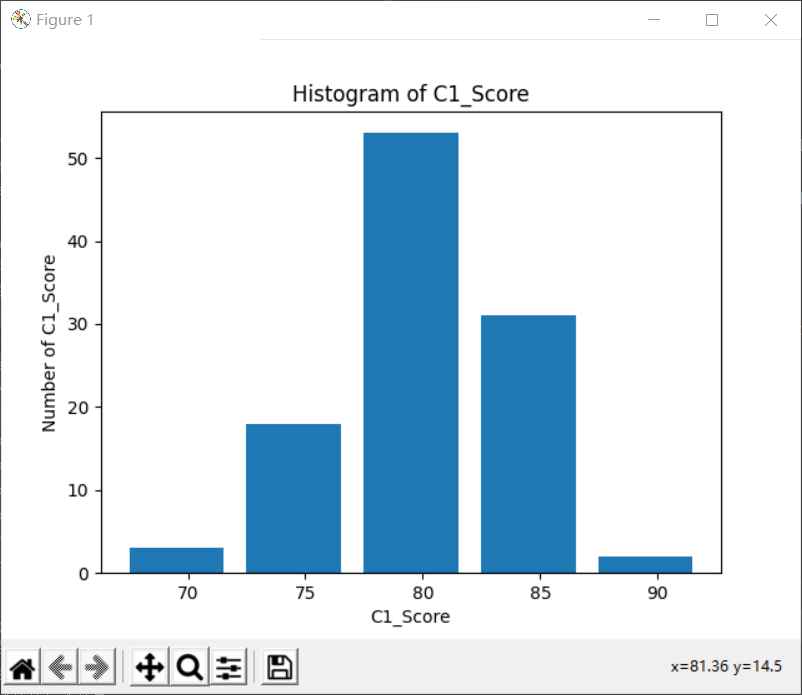 Figure 1
Histogram of C1_Score
50
40
30
20
10
0
Number of C1_Score
70 75 80 85 90
C1_Score
x=81.36 y=14.5